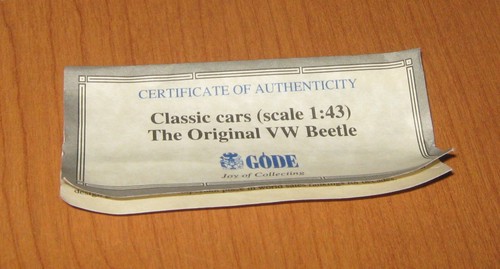 CERTIFICATE OF AUTHENTICITY
Classic cars (scale 1:43)
The Original VW Beetle
GÖDE
Joy of Collecting